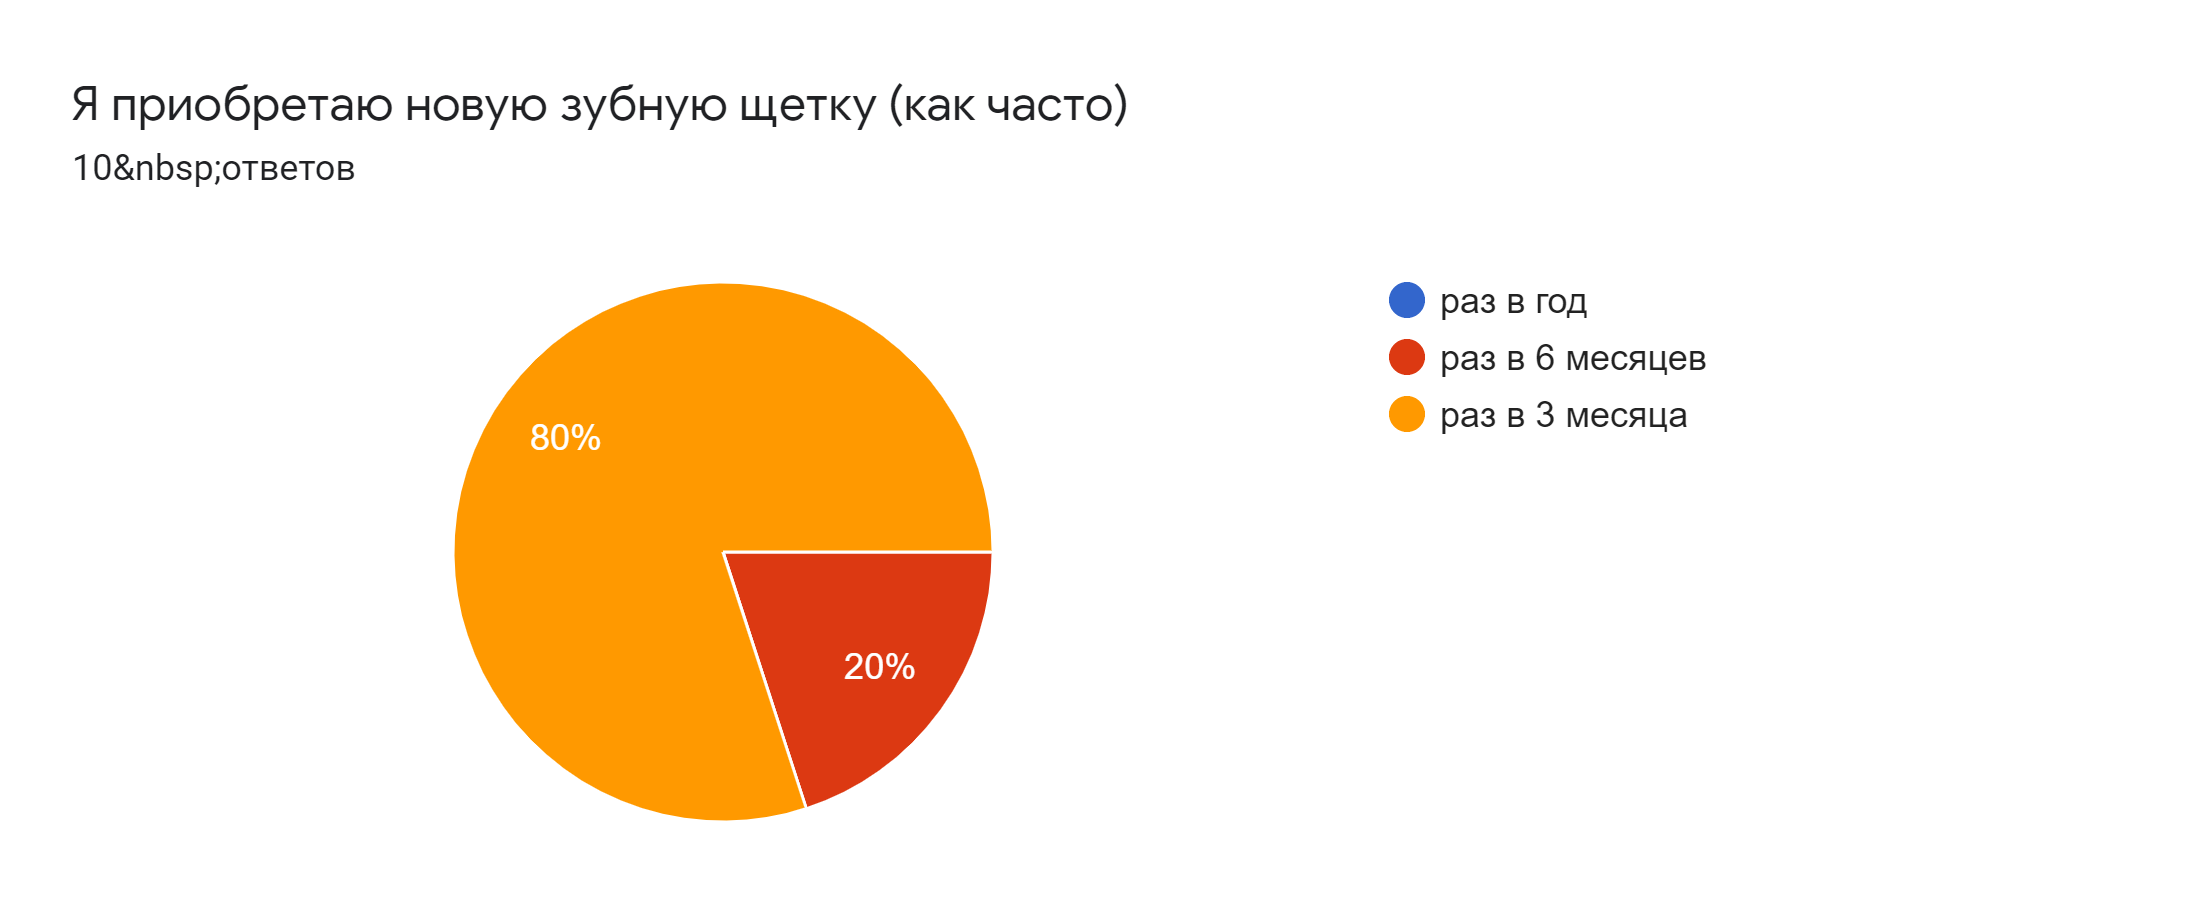 Я приобретаю новую зубную щетку (как часто)
10&nbsp;ответов
раз в год
раз в 6 месяцев
раз в 3 месяца
80%
20%